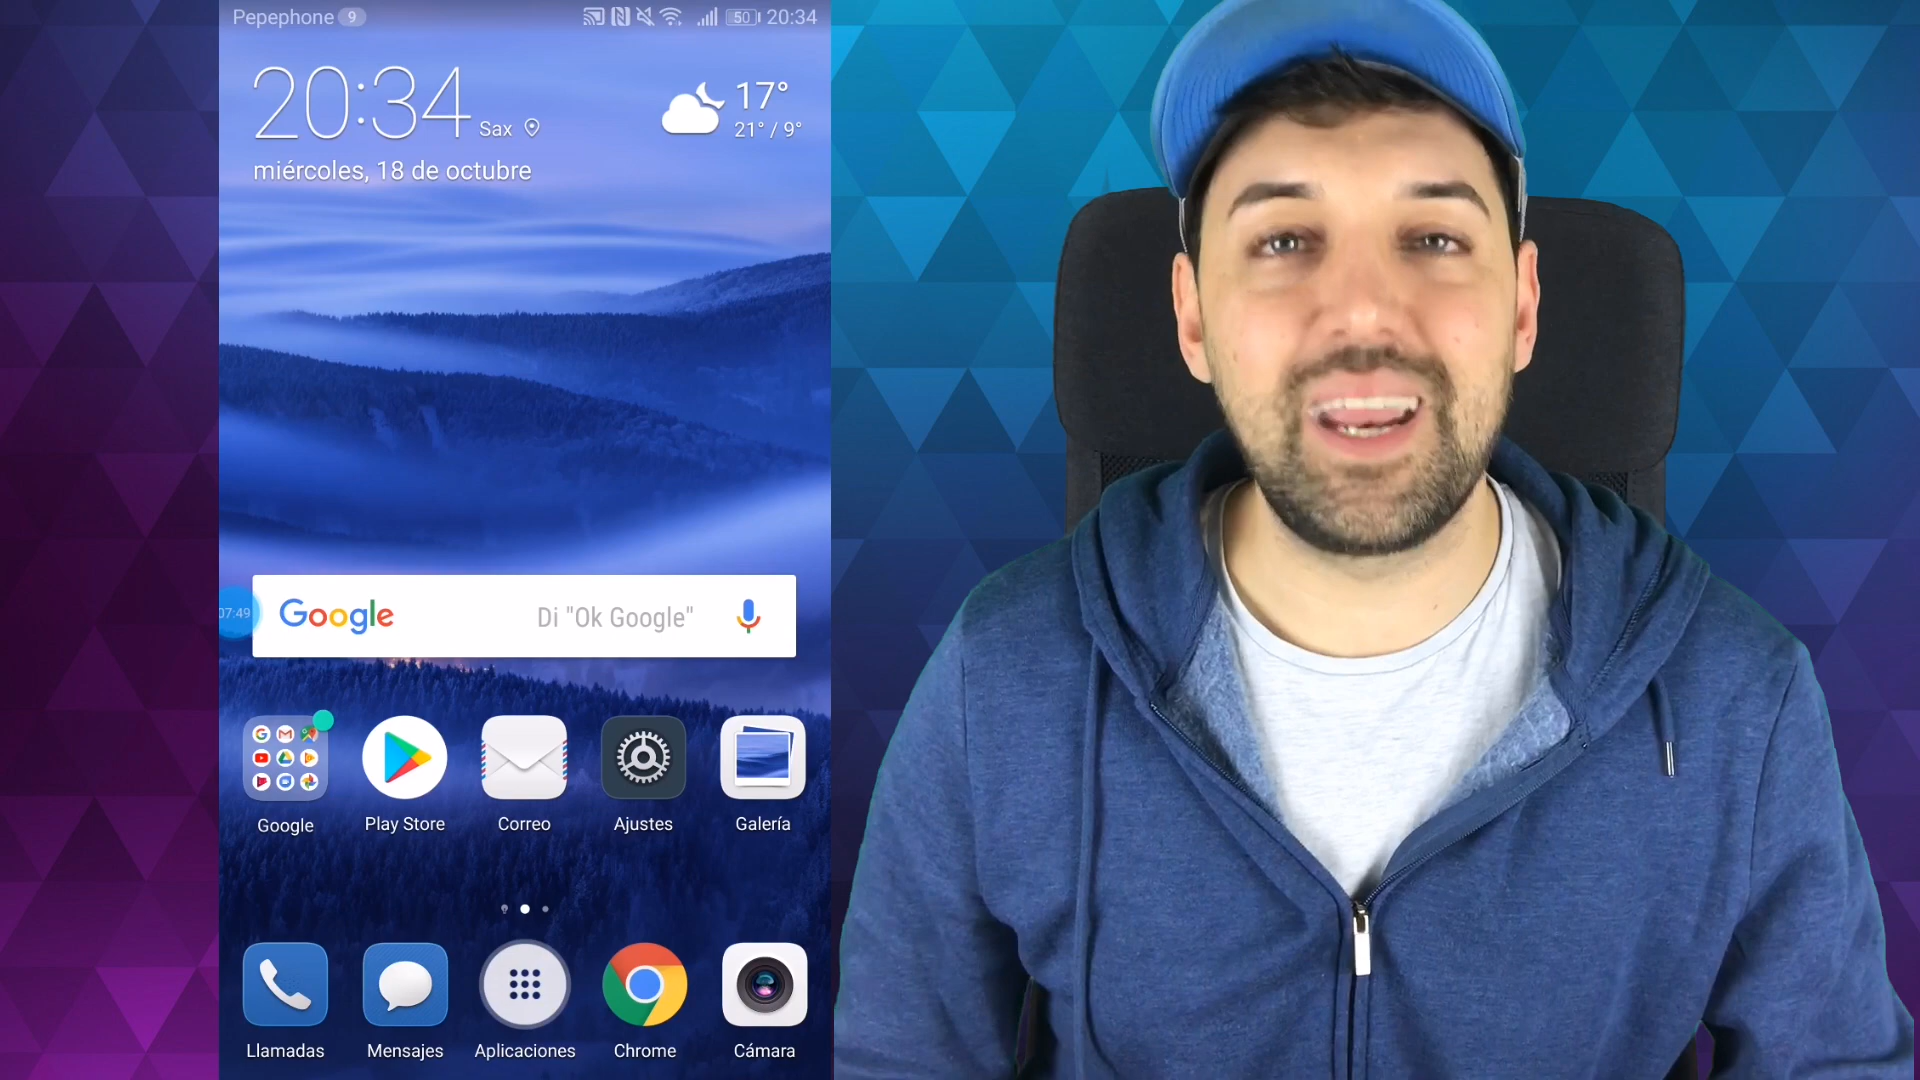 Pepephone 9
50 20:34
20:34 Sax
17°
21° / 9°
miércoles, 18 de octubre
07:49
Google Di "Ok Google"
Google Play Store Correo Ajustes Galería
Llamadas Mensajes Aplicaciones Chrome Cámara